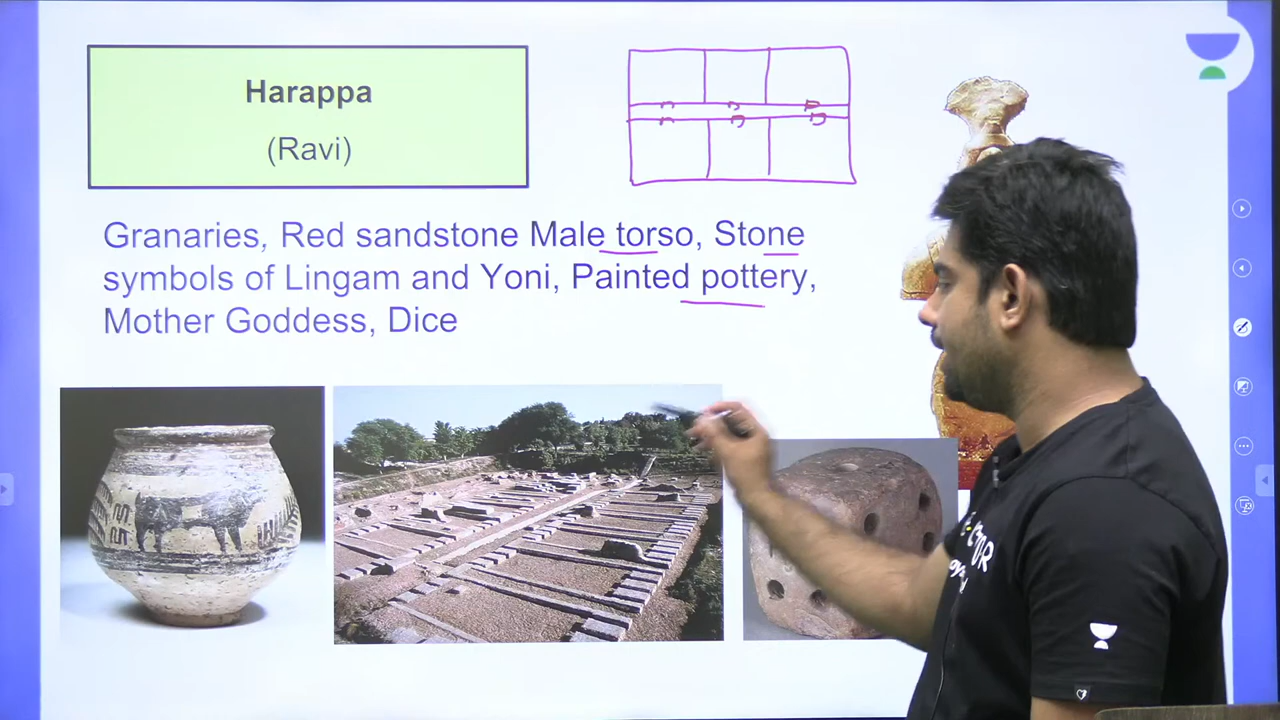 Harappa
(Ravi)
Granaries, Red sandstone Male torso, Stone
symbols of Lingam and Yoni, Painted pottery,
Mother Goddess, Dice